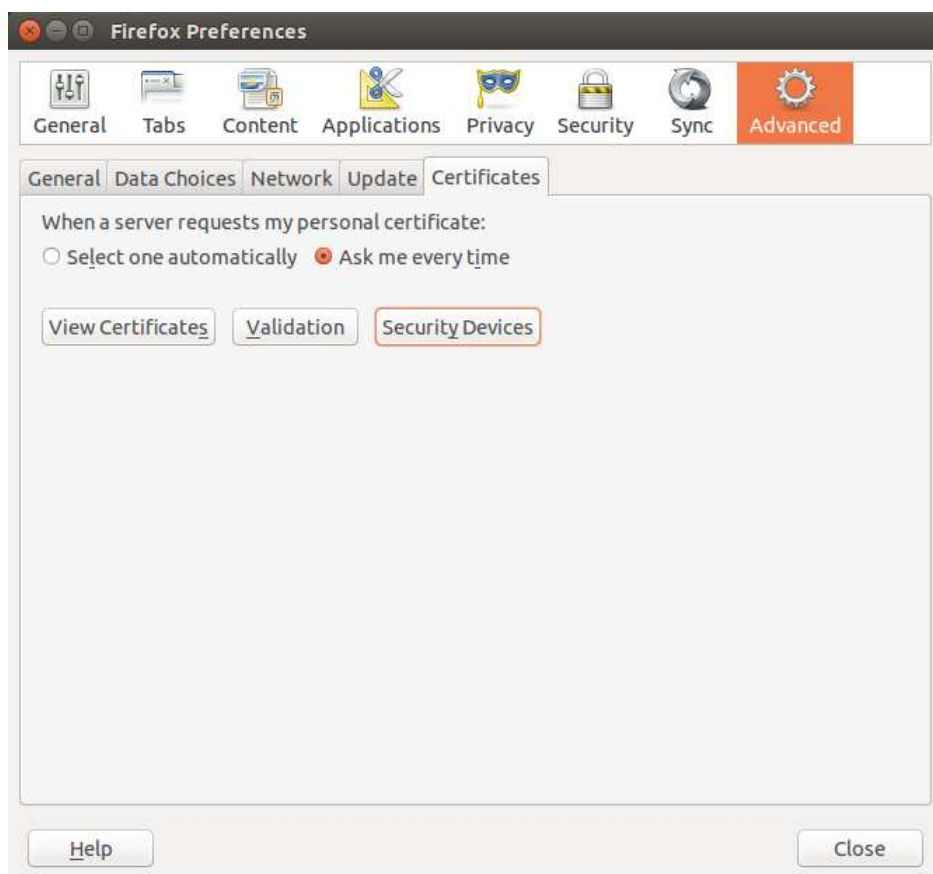 Firefox Preferences
General Tabs Content Applications Privacy Security Sync Advanced
General Data Choices Network Update Certificates
When a server requests my personal certificate:
Select one automatically Ask me every time
View Certificates Validation Security Devices
Help Close